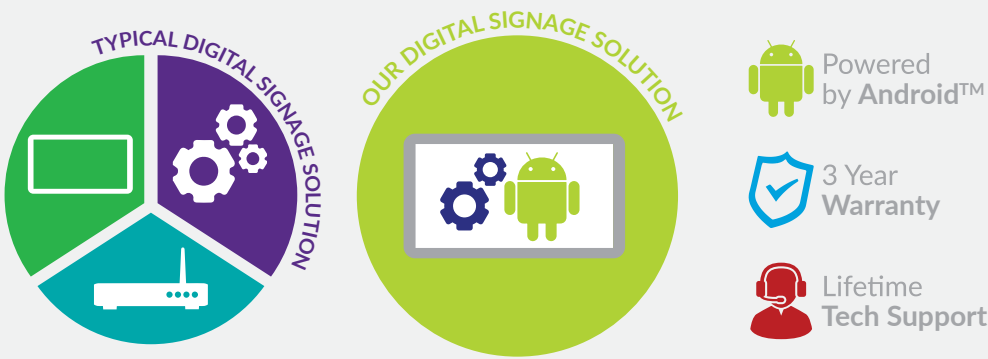 TYPICAL DIGITAL SIGNAGE SOLUTION
OUR DIGITAL SIGNAGE SOLUTION
Powered
by Android™
3 Year
Warranty
Lifetime
Tech Support